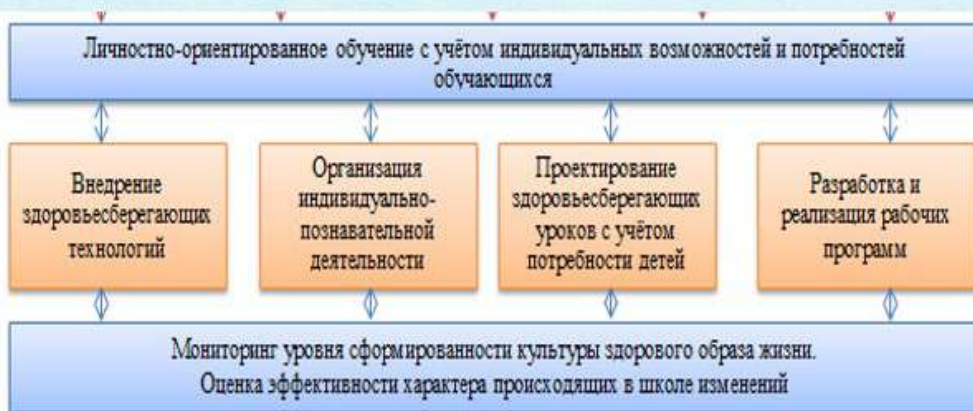 Личностно-ориентированное обучение с учётом индивидуальных возможностей и потребностей
обучающихся
Внедрение
здоровьесберегающих
технологий
Организация
индивидуально-
познавательной
деятельности
Проектирование
здоровьесберегающих
уроков с учётом
потребности детей
Разработка и
реализация рабочих
программ
Мониторинг уровня сформированности культуры здорового образа жизни.
Оценка эффективности характера происходящих в школе изменений